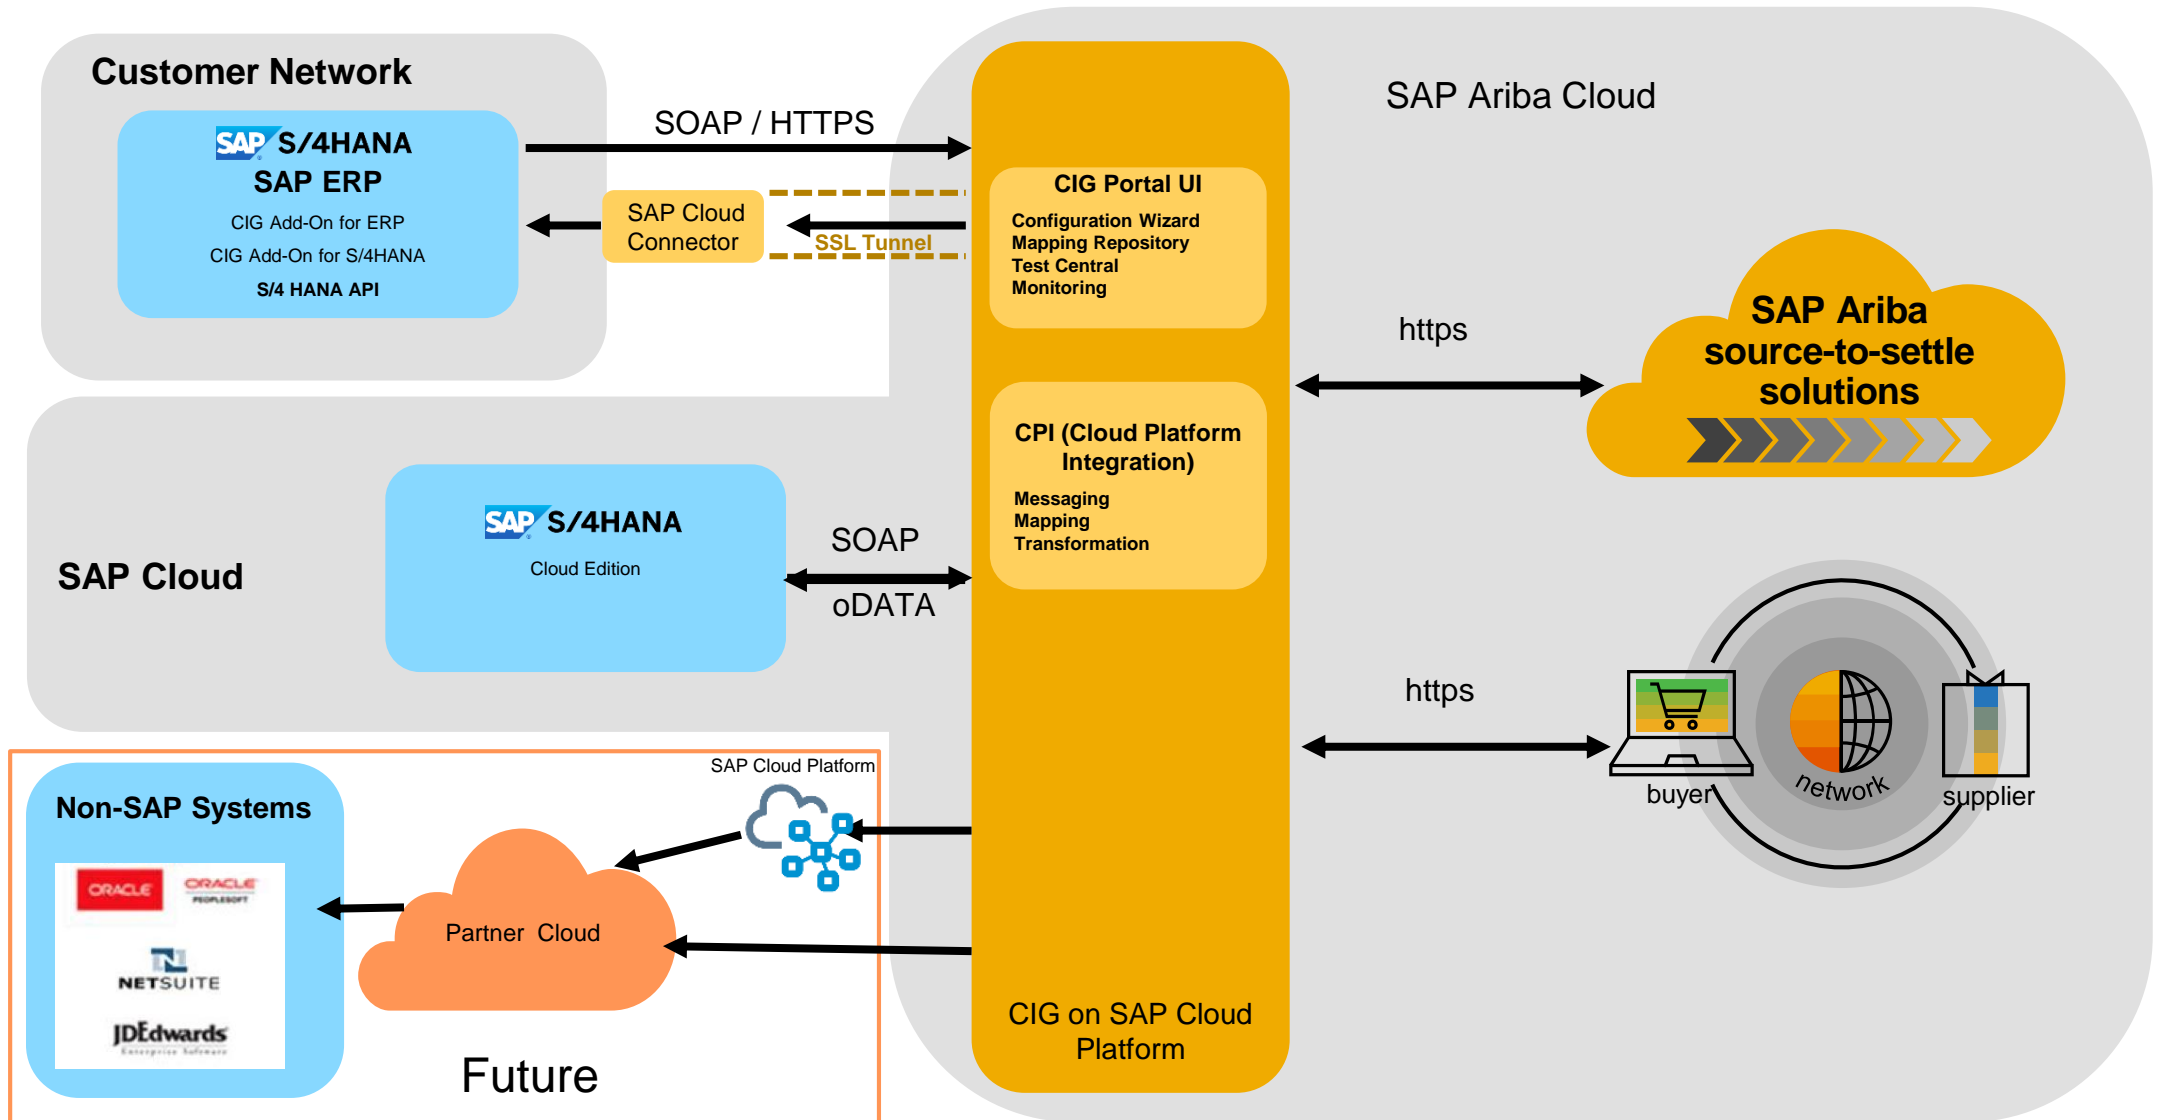 Customer Network
SAP S/4HANA
SAP ERP
CIG Add-On for ERP
CIG Add-On for S/4HANA
S/4 HANA API
SOAP / HTTPS
SAP Cloud
Connector
SSL Tunnel
CIG Portal UI
Configuration Wizard
Mapping Repository
Test Central
Monitoring
SAP Ariba Cloud
https
SAP Ariba
source-to-settle
solutions
CPI (Cloud Platform
Integration)
Messaging
Mapping
Transformation
SAP Cloud
SAP S/4HANA
Cloud Edition
SOAP
oDATA
https
buyer
network
supplier
SAP Cloud Platform
Non-SAP Systems
ORACLE
ORACLE
PEOPLESOFT
NETSUITE
JDEdwards
Enterprise Software
Partner Cloud
Future
CIG on SAP Cloud
Platform